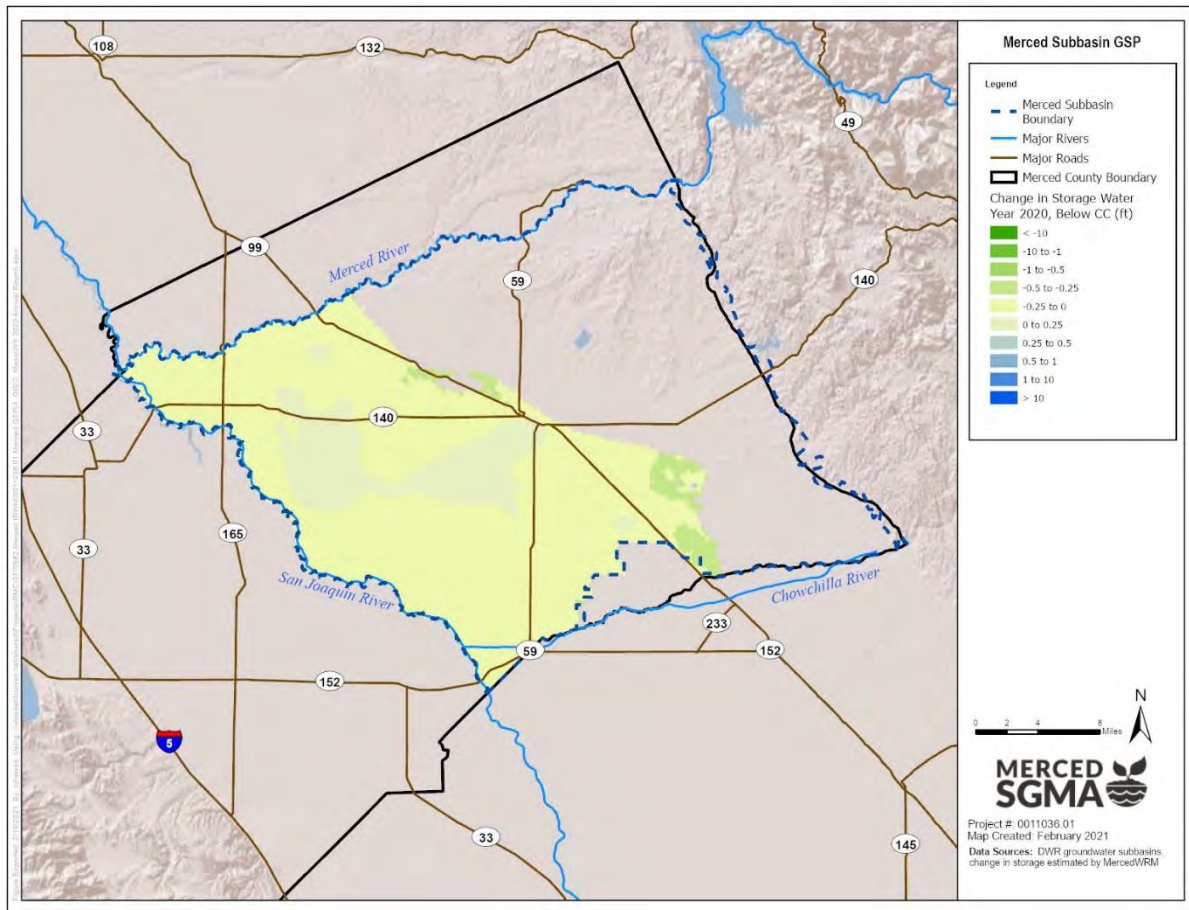 108
132
49
99
Merced River
59
140
140
33
33
165
San Joaquin River
Chowchilla River
233
59
152
152
5
33
145
Merced Subbasin GSP
Legend
Merced Subbasin
Boundary
Major Rivers
Major Roads
Merced County Boundary
Change in Storage Water
Year 2020, Below CC (ft)
< -10
-10 to -1
-1 to -0.5
-0.5 to -0.25
-0.25 to 0
0 to 0.25
0.25 to 0.5
0.5 to 1
1 to 10
> 10
N
0 2 4 8
Miles
MERCED
SGMA
Project #: 0011036.01
Map Created: February 2021
Data Sources: DWR groundwater subbasins,
change in storage estimated by MercedWRM